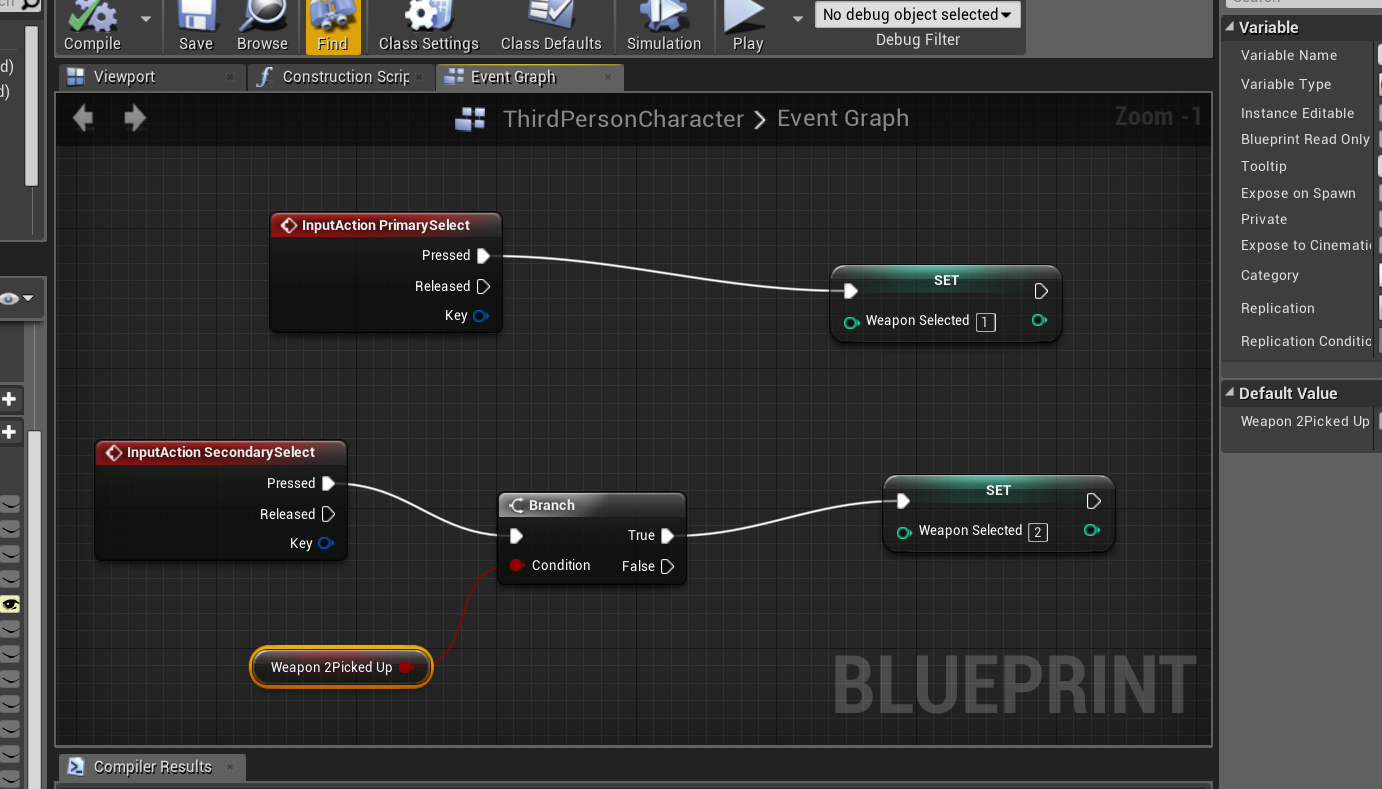 Compile
Save
Browse
Find
Class Settings
Class Defaults
Simulation
Play
No debug object selected
Debug Filter
Viewport
Construction Scrip
Event Graph
ThirdPersonCharacter > Event Graph
Zoom -1
InputAction PrimarySelect
Pressed
Released
Key
SET
Weapon Selected 1
InputAction SecondarySelect
Pressed
Released
Key
Branch
True
Condition
False
SET
Weapon Selected 2
Weapon 2Picked Up
BLUEPRINT
Compiler Results
Variable
Variable Name
Variable Type
Instance Editable
Blueprint Read Only
Tooltip
Expose on Spawn
Private
Expose to Cinemati
Category
Replication
Replication Conditio
Default Value
Weapon 2Picked Up